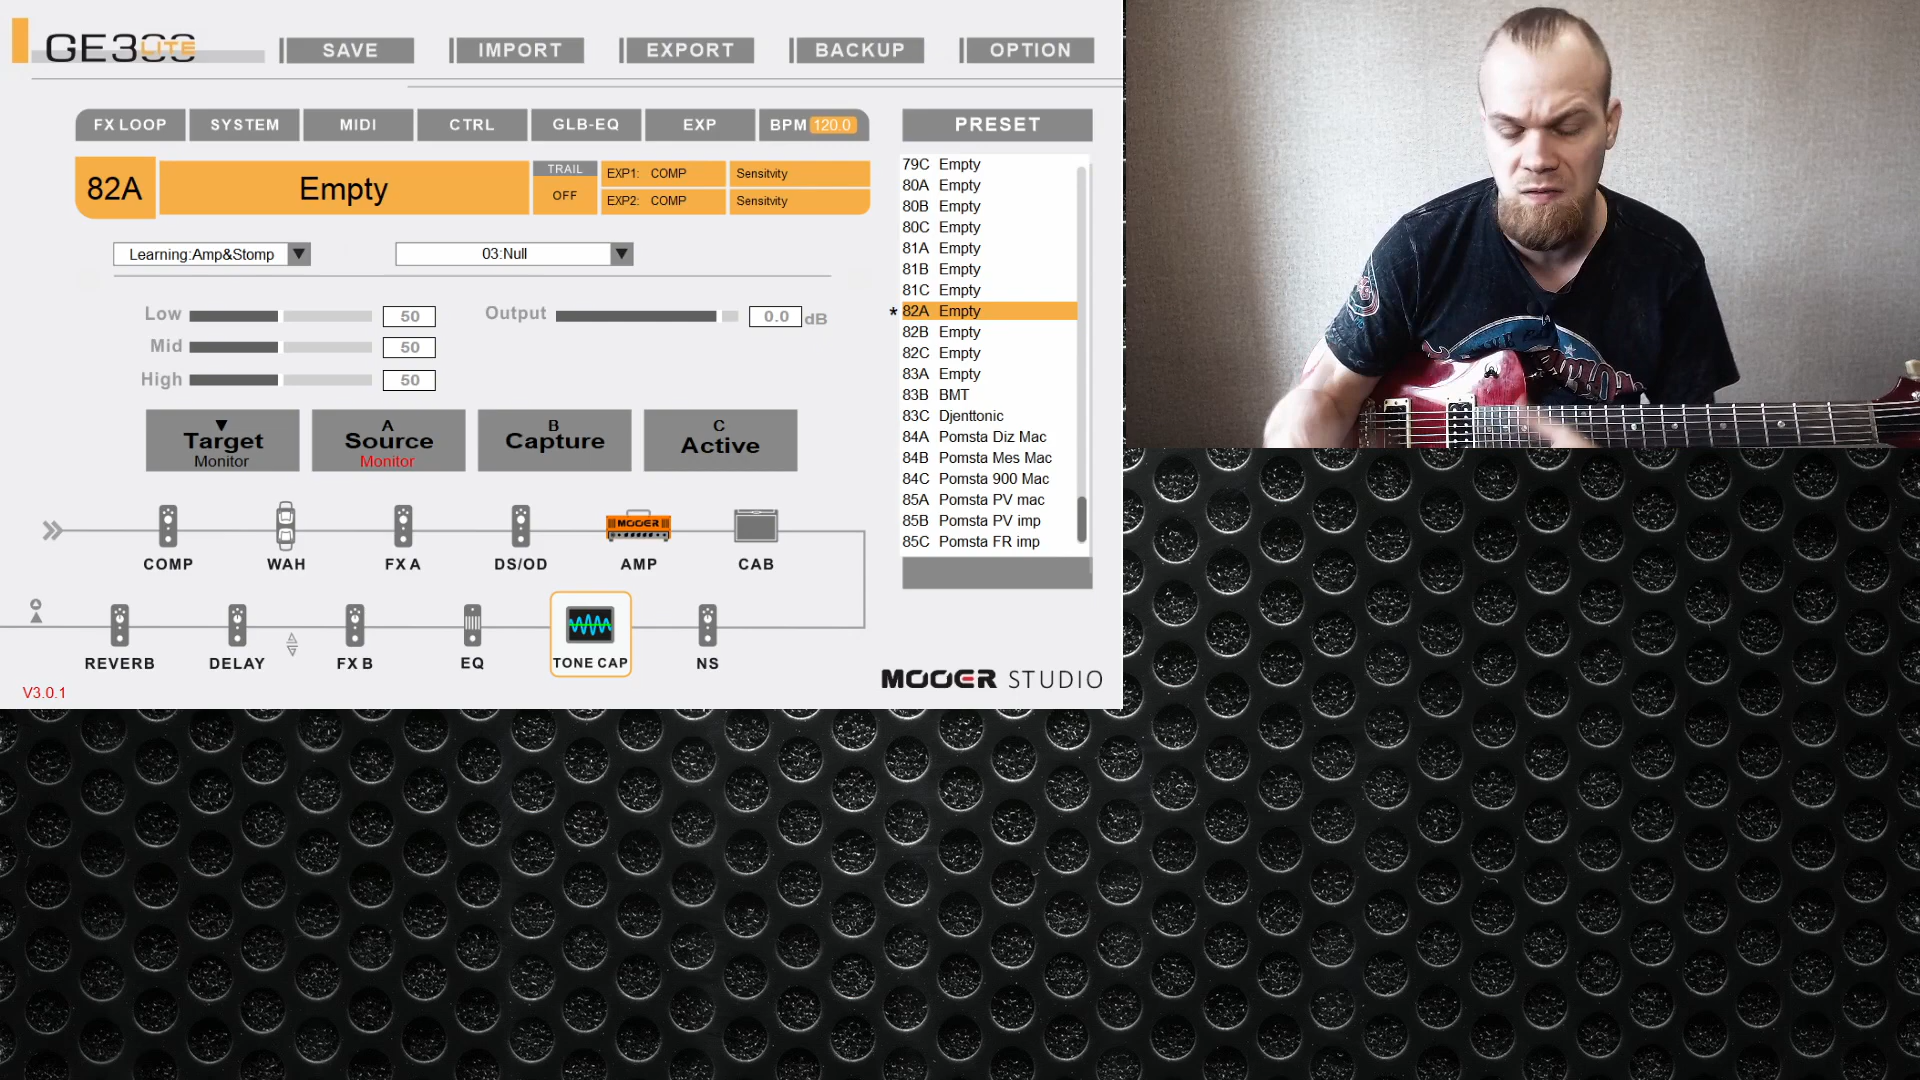 GE300 LITE
SAVE
IMPORT
EXPORT
BACKUP
OPTION
FX LOOP
SYSTEM
MIDI
CTRL
GLB-EQ
EXP
BPM 120.0
PRESET
82A
Empty
TRAIL
OFF
EXP1: COMP
Sensitvity
EXP2: COMP
Sensitvity
Learning:Amp&Stomp
03:Null
Low 50
Mid 50
High 50
Output 0.0 dB
Target
Monitor
A
Source
Monitor
B
Capture
C
Active
COMP
WAH
FX A
DS/OD
MOOER
AMP
CAB
REVERB
DELAY
FX B
EQ
TONE CAP
NS
V3.0.1
79C Empty
80A Empty
80B Empty
80C Empty
81A Empty
81B Empty
81C Empty
* 82A Empty
82B Empty
82C Empty
83A Empty
83B BMT
83C Djenttonic
84A Pomsta Diz Mac
84B Pomsta Mes Mac
84C Pomsta 900 Mac
85A Pomsta PV mac
85B Pomsta PV imp
85C Pomsta FR imp
MOOER STUDIO